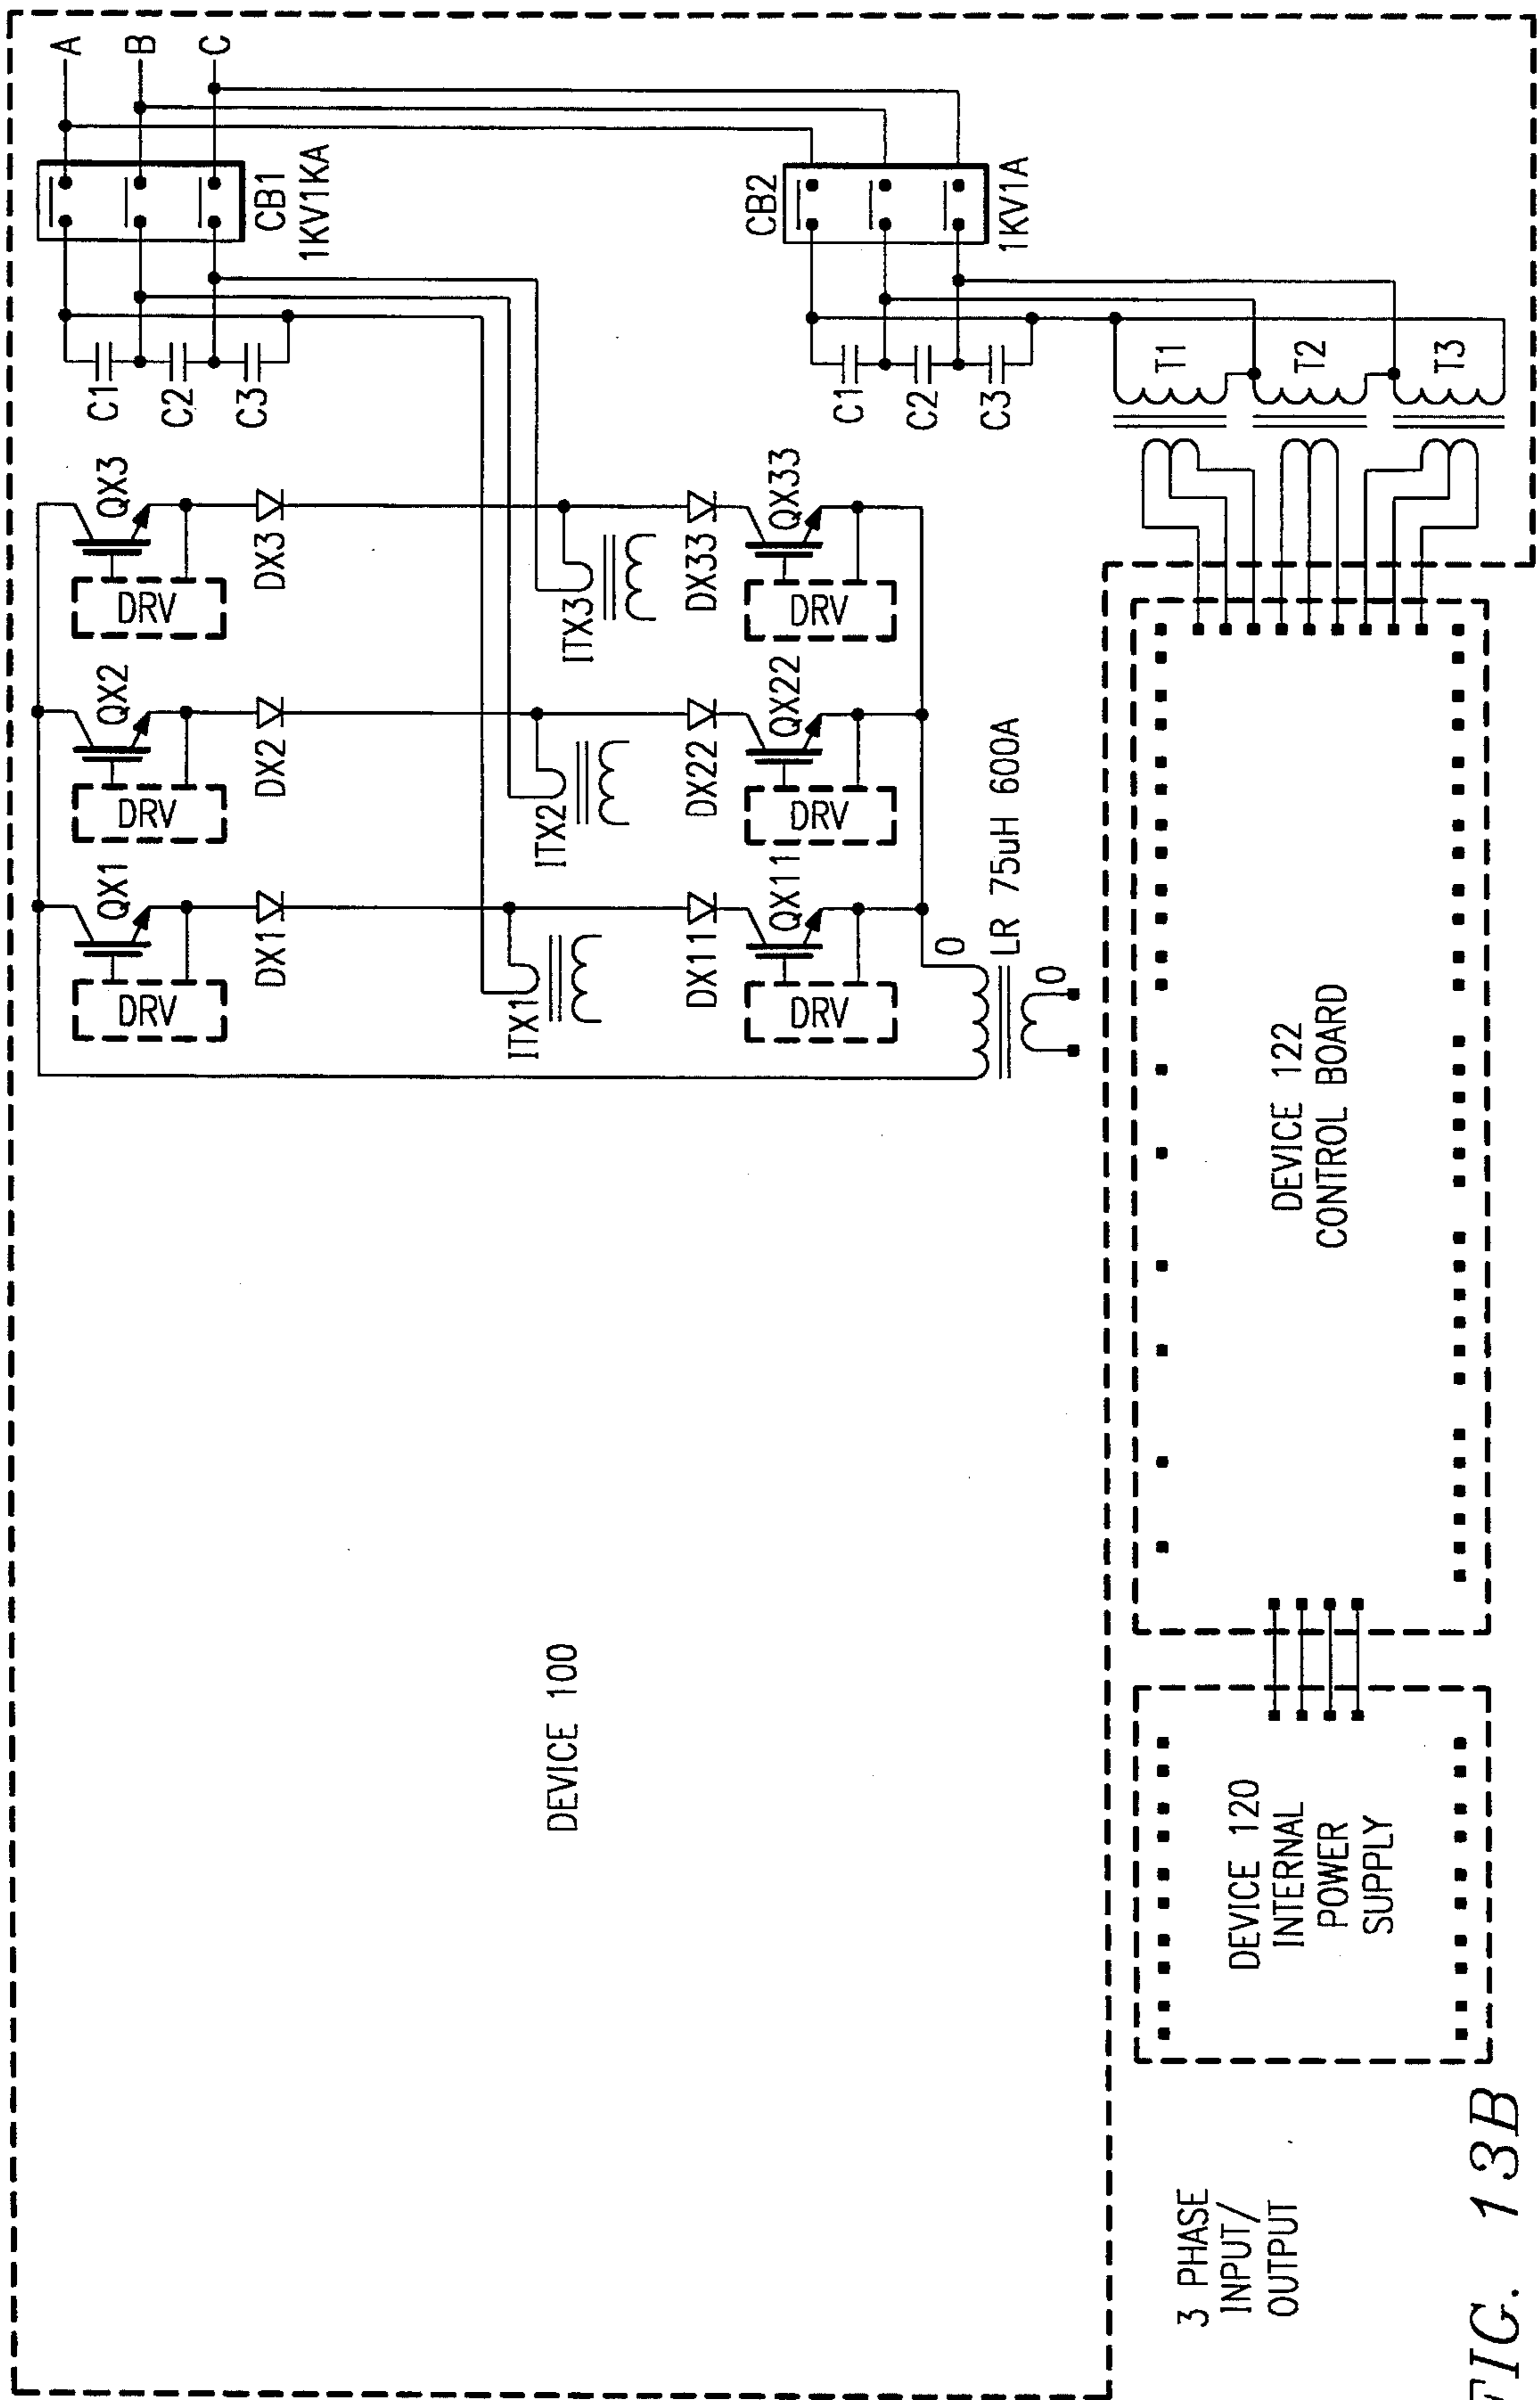 A
B
C
CB1
1KV1KA
CB2
1KV1A
C1
C2
C3
C1
C2
C3
T1
T2
T3
QX3
DRV
DX3
QX2
DRV
DX2
QX1
DRV
DX1
ITX3
ITX2
ITX1
DX33
QX33
DRV
DX22
QX22
DRV
DX11
QX11
DRV
O
LR 75uH 600A
O
DEVICE 100
DEVICE 122
CONTROL BOARD
DEVICE 120
INTERNAL
POWER
SUPPLY
3 PHASE
INPUT/
OUTPUT
FIG. 13B